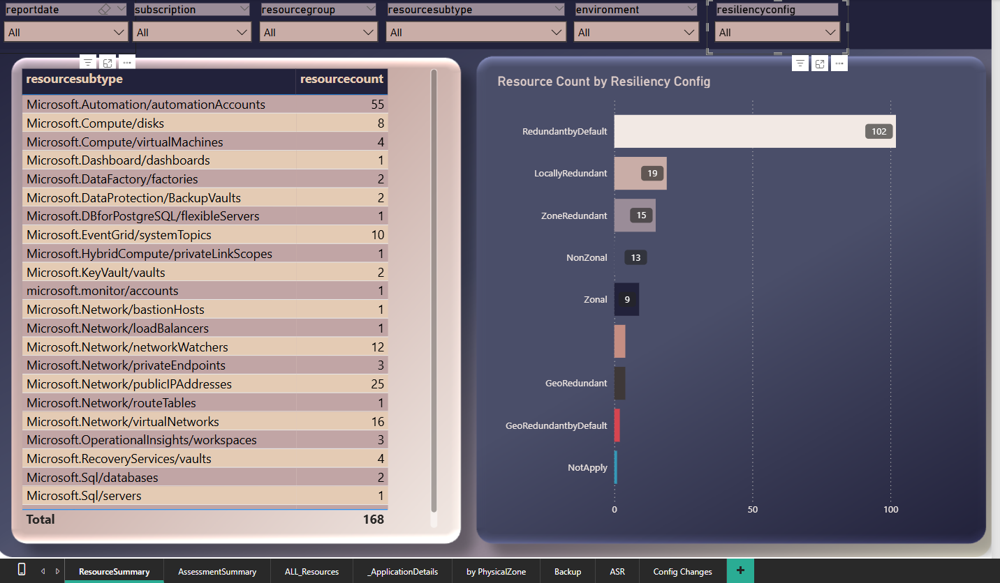 reportdate subscription resourcegroup resourcesubtype environment resiliencyconfig
All All All All All All
resourcesubtype resourcecount
Microsoft.Automation/automationAccounts 55
Microsoft.Compute/disks 8
Microsoft.Compute/virtualMachines 4
Microsoft.Dashboard/dashboards 1
Microsoft.DataFactory/factories 2
Microsoft.DataProtection/BackupVaults 2
Microsoft.DBforPostgreSQL/flexibleServers 1
Microsoft.EventGrid/systemTopics 10
Microsoft.HybridCompute/privateLinkScopes 1
Microsoft.KeyVault/vaults 2
microsoft.monitor/accounts 1
Microsoft.Network/bastionHosts 1
Microsoft.Network/loadBalancers 1
Microsoft.Network/networkWatchers 12
Microsoft.Network/privateEndpoints 3
Microsoft.Network/publicIPAddresses 25
Microsoft.Network/routeTables 1
Microsoft.Network/virtualNetworks 16
Microsoft.OperationalInsights/workspaces 3
Microsoft.RecoveryServices/vaults 4
Microsoft.Sql/databases 2
Microsoft.Sql/servers 1
Total 168
Resource Count by Resiliency Config
RedundantbyDefault 102
LocallyRedundant 19
ZoneRedundant 15
NonZonal 13
Zonal 9
GeoRedundant
GeoRedundantbyDefault
NotApply
0 50 100
ResourceSummary AssessmentSummary ALL_Resources _ApplicationDetails by PhysicalZone Backup ASR Config Changes +